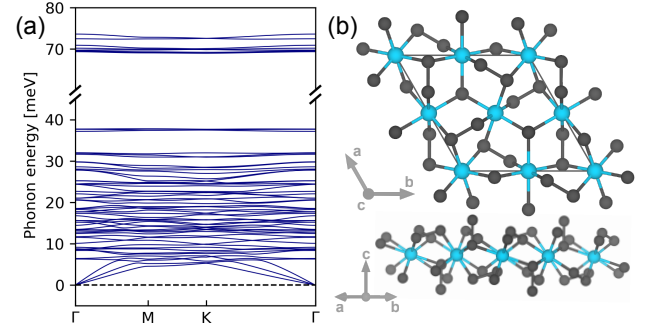 (a)
Phonon energy [meV]
80
70
40
30
20
10
0
Γ M K Γ
(b)
a
b
c
c
a b